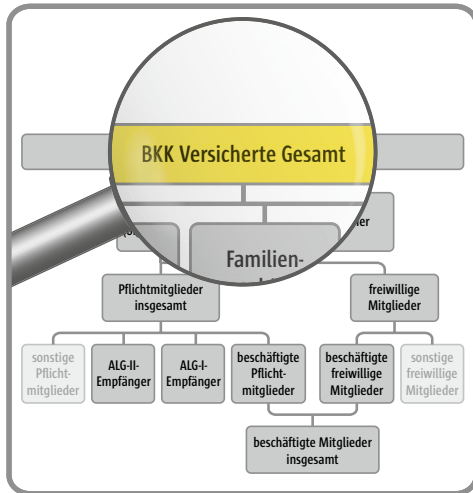 BKK Versicherte Gesamt
Familien-
Pflichtmitglieder
insgesamt
freiwillige
Mitglieder
sonstige
Pflicht-
mitglieder
ALG-II-
Empfänger
ALG-I-
Empfänger
beschäftigte
Pflicht-
mitglieder
beschäftigte
freiwillige
Mitglieder
sonstige
freiwillige
Mitglieder
beschäftigte Mitglieder
insgesamt